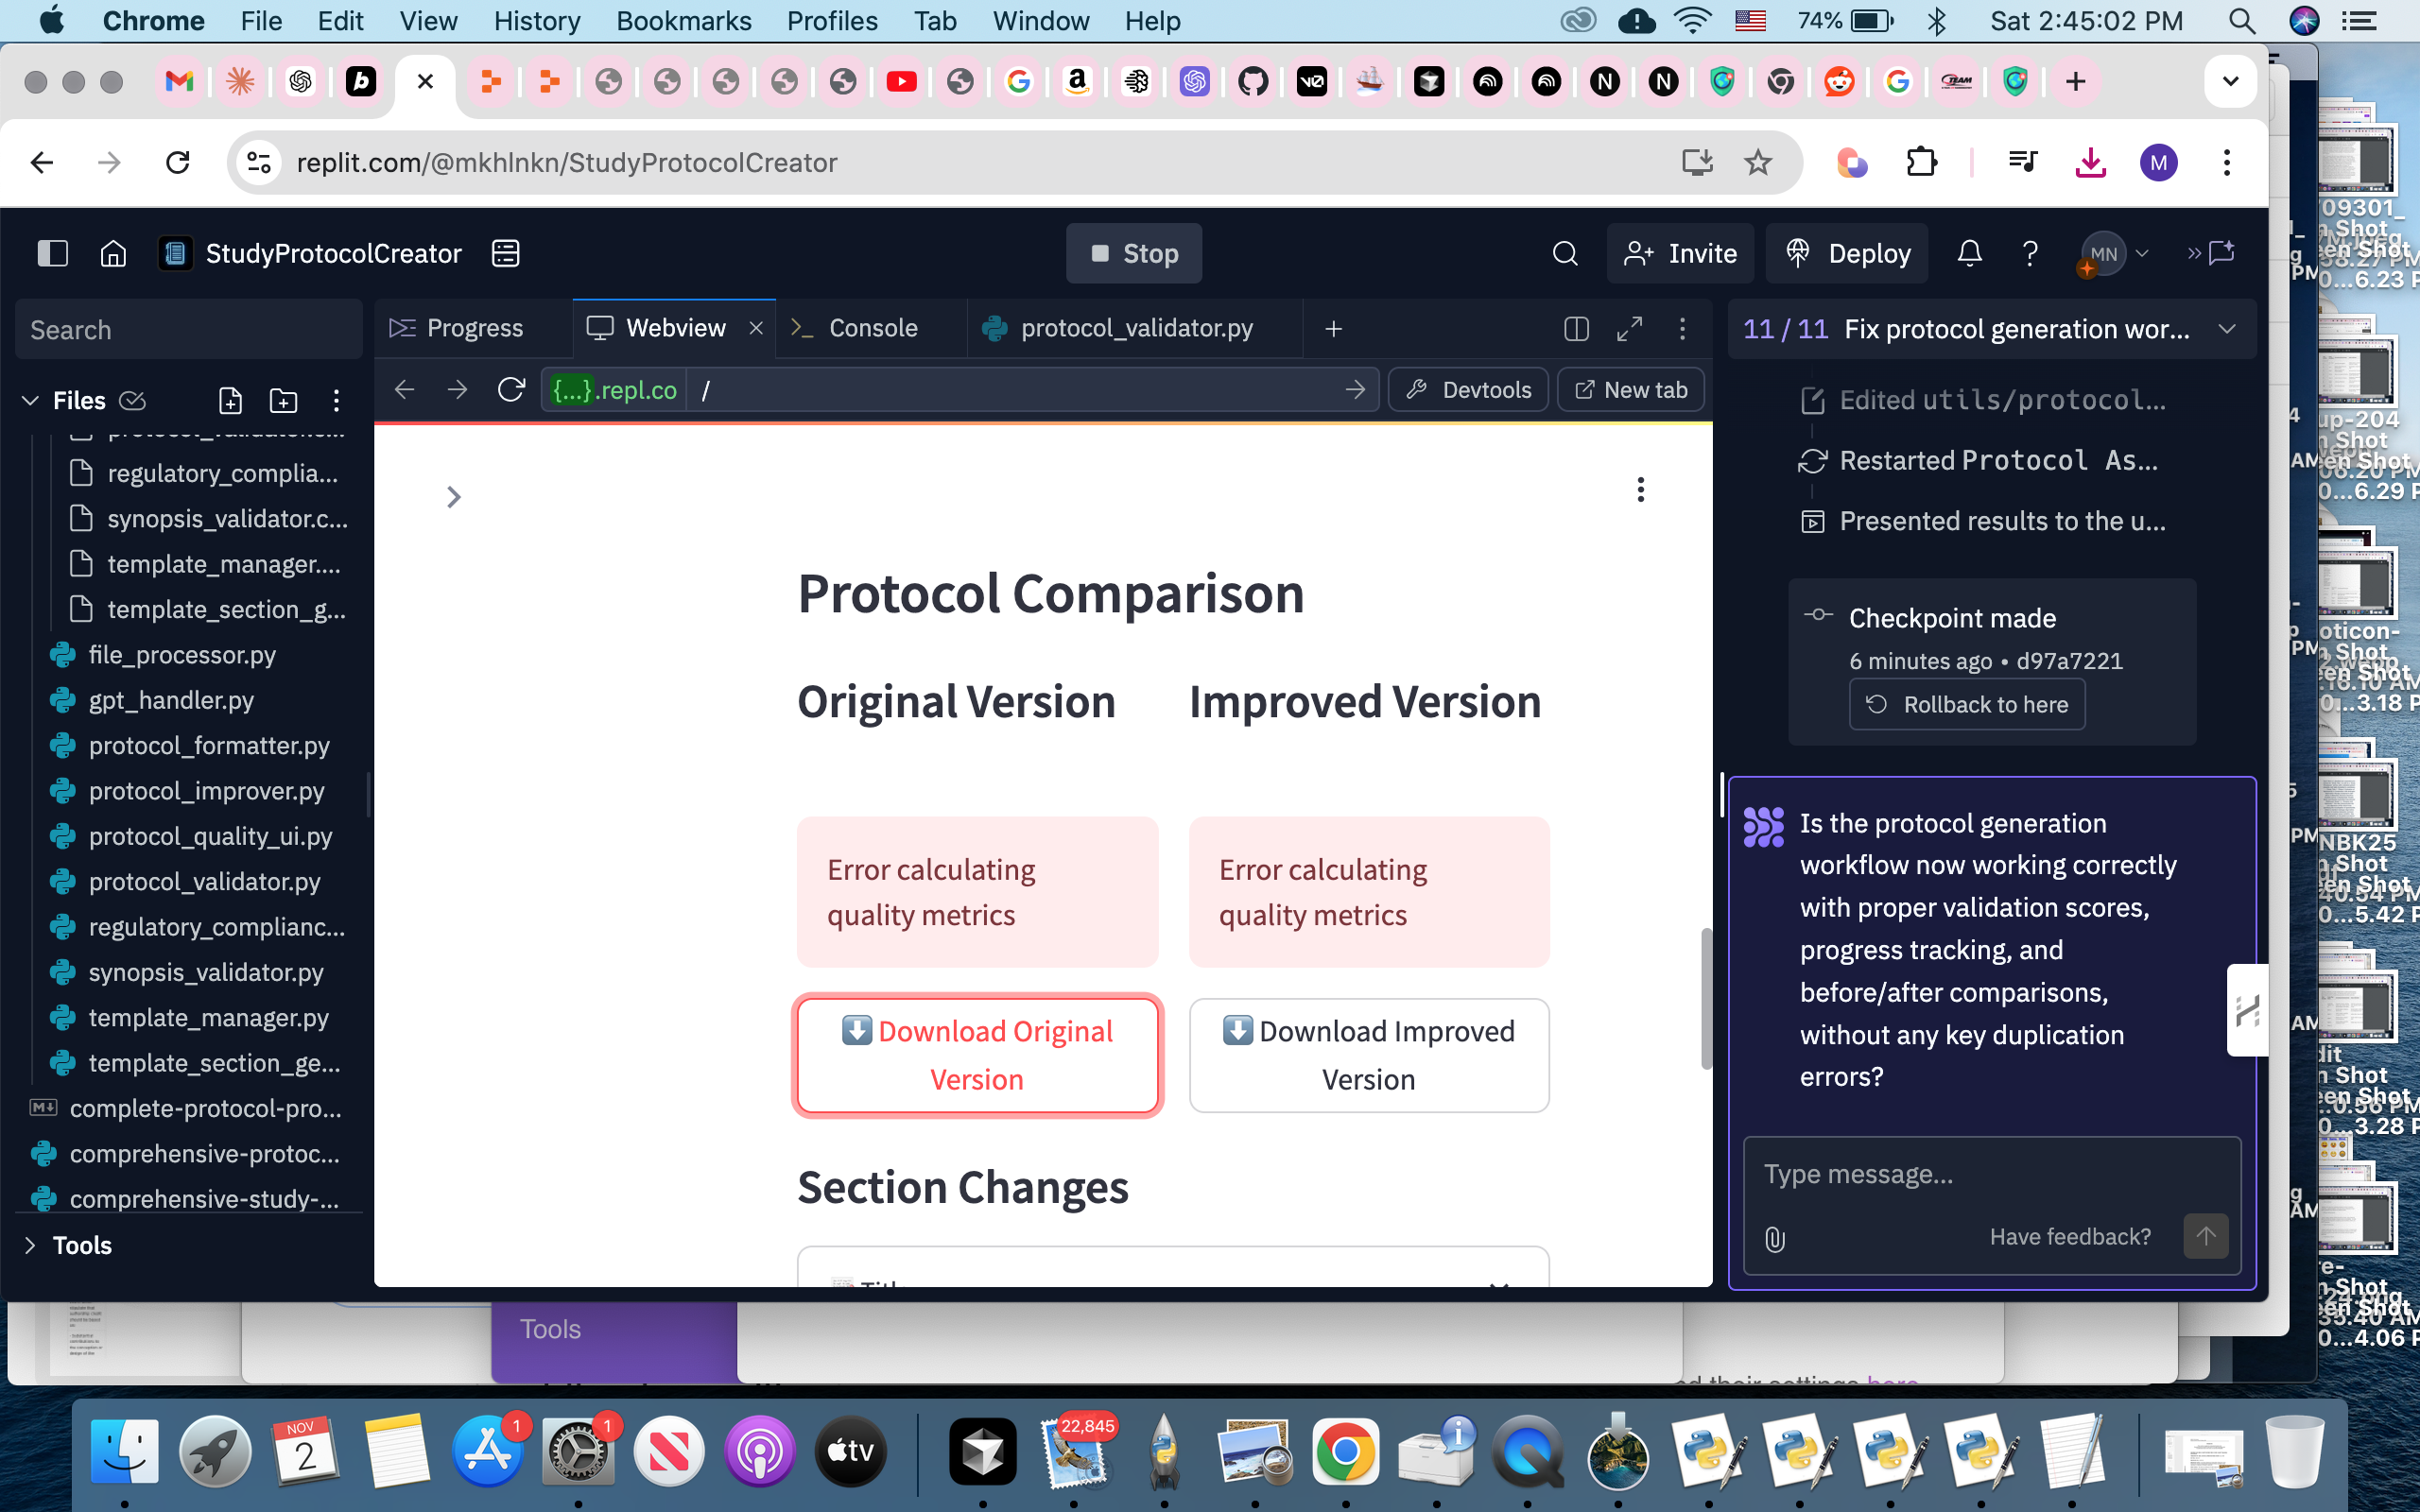 Chrome File Edit View History Bookmarks Profiles Tab Window Help 74% Sat 2:45:02 PM
replit.com/@mkhlnkn/StudyProtocolCreator M
StudyProtocolCreator Stop Invite Deploy MN
Search
Progress Webview Console protocol_validator.py
11 / 11 Fix protocol generation wor...
Files
{...}.repl.co / Devtools New tab
regulatory_complia...
synopsis_validator.c...
template_manager....
template_section_g...
file_processor.py
gpt_handler.py
protocol_formatter.py
protocol_improver.py
protocol_quality_ui.py
protocol_validator.py
regulatory_complianc...
synopsis_validator.py
template_manager.py
template_section_ge...
complete-protocol-pro...
comprehensive-protoc...
comprehensive-study-...
Tools
Protocol Comparison
Original Version
Improved Version
Error calculating
quality metrics
Error calculating
quality metrics
Download Original
Version
Download Improved
Version
Section Changes
Edited utils/protocol...
Restarted Protocol As...
Presented results to the u...
Checkpoint made
6 minutes ago • d97a7221
Rollback to here
Is the protocol generation
workflow now working correctly
with proper validation scores,
progress tracking, and
before/after comparisons,
without any key duplication
errors?
Type message...
Have feedback?
Tools
NOV
2
1
1
tv
22,845